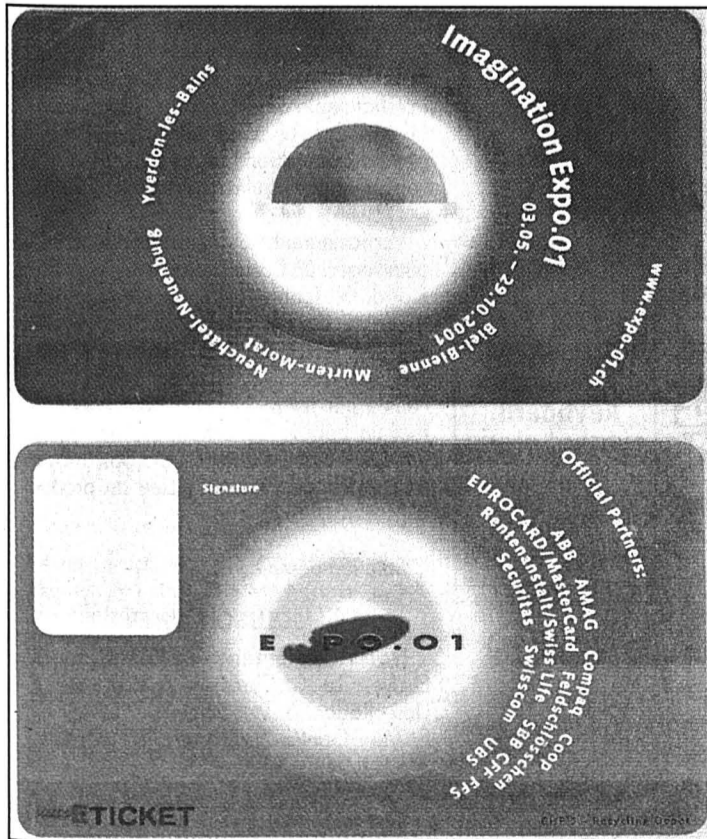 Imagination Expo.01
03.05. – 29.10.2001
www.expo-01.ch
Yverdon-les-Bains
Neuchâtel-Neuenburg
Murten-Morat
Biel-Bienne
Signature
Official Partners:
ABB AMAG Compaq Coop
EUROCARD/MasterCard Feldschlösschen
Rentenanstalt/Swiss Life SBB CFF FFS
Securitas Swisscom UBS
E PO.01
ETICKET
Recycling Depot